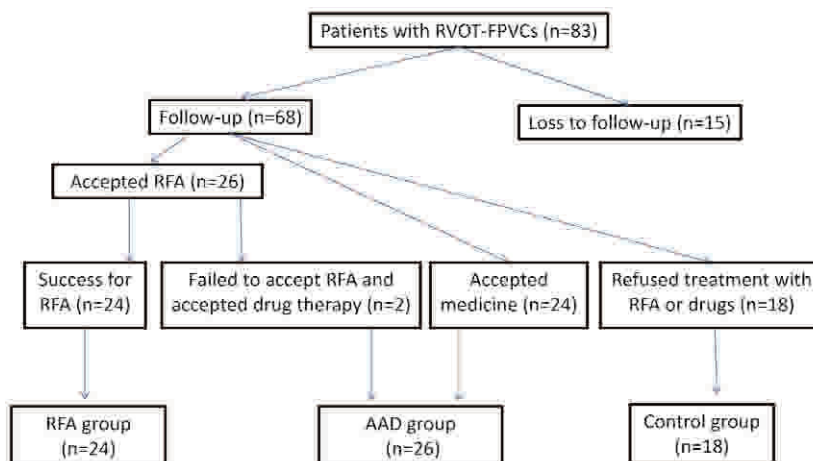 Patients with RVOT-FPVCs (n=83)
Follow-up (n=68)
Loss to follow-up (n=15)
Accepted RFA (n=26)
Success for
RFA (n=24)
Failed to accept RFA and
accepted drug therapy (n=2)
Accepted
medicine (n=24)
Refused treatment with
RFA or drugs (n=18)
RFA group
(n=24)
AAD group
(n=26)
Control group
(n=18)